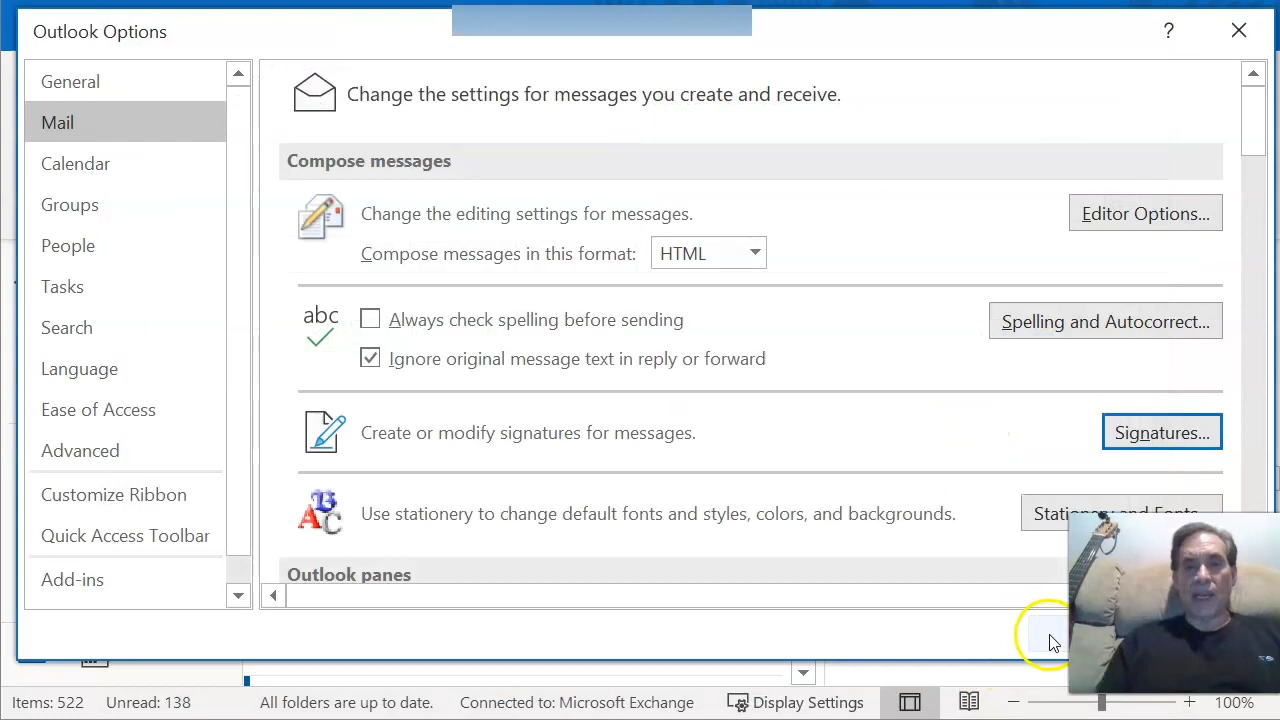 Outlook Options
?
General
Mail
Calendar
Groups
People
Tasks
Search
Language
Ease of Access
Advanced
Customize Ribbon
Quick Access Toolbar
Add-ins
Change the settings for messages you create and receive.
Compose messages
Change the editing settings for messages.
Editor Options...
Compose messages in this format:
HTML
abc
Always check spelling before sending
Spelling and Autocorrect...
Ignore original message text in reply or forward
Create or modify signatures for messages.
Signatures...
Use stationery to change default fonts and styles, colors, and backgrounds.
Stationery and Fonts...
Outlook panes
Items: 522
Unread: 138
All folders are up to date.
Connected to: Microsoft Exchange
Display Settings
100%